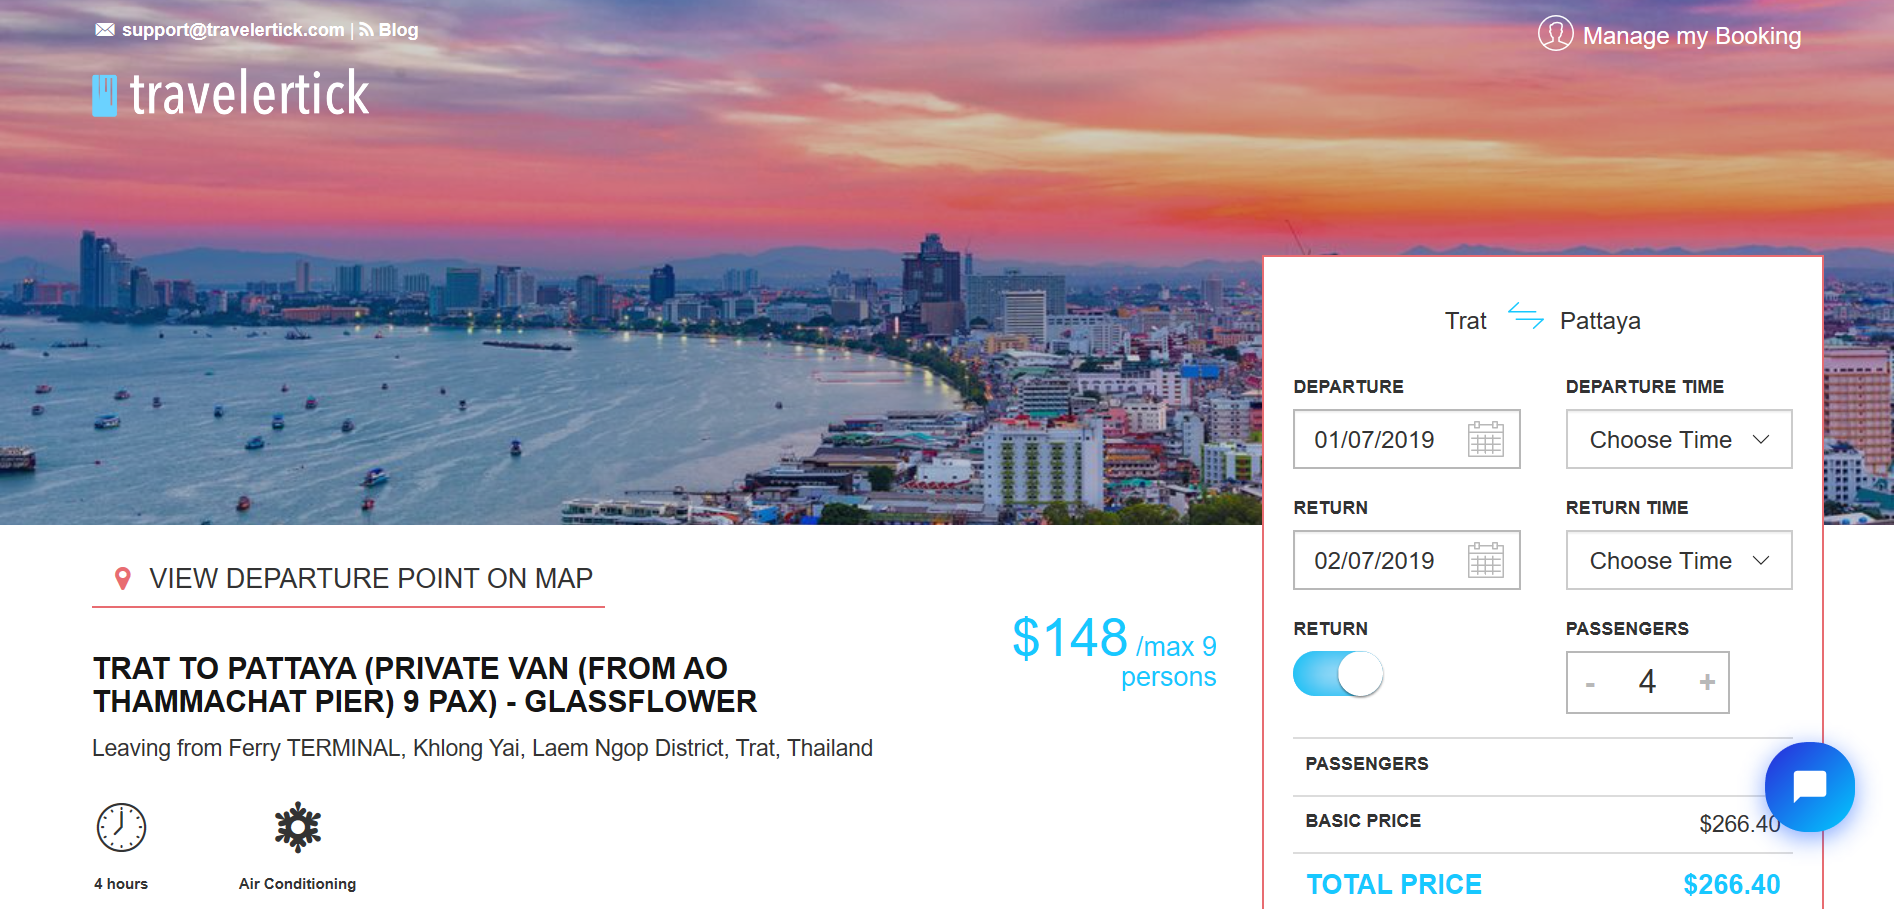 support@travelertick.com | Blog
Manage my Booking
travelertick
Trat Pattaya
DEPARTURE DEPARTURE TIME
01/07/2019 Choose Time
RETURN RETURN TIME
02/07/2019 Choose Time
RETURN PASSENGERS
- 4 +
PASSENGERS
BASIC PRICE $266.40
TOTAL PRICE $266.40
VIEW DEPARTURE POINT ON MAP
$148 /max 9
persons
TRAT TO PATTAYA (PRIVATE VAN (FROM AO
THAMMACHAT PIER) 9 PAX) - GLASSFLOWER
Leaving from Ferry TERMINAL, Khlong Yai, Laem Ngop District, Trat, Thailand
4 hours Air Conditioning